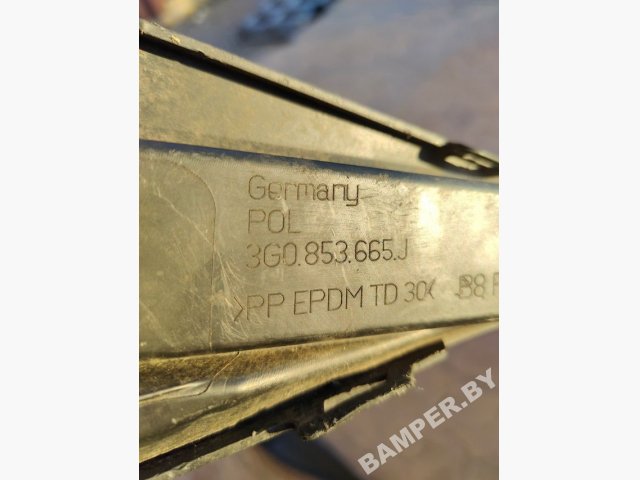 Germany
POL
3G0.853.665.J
>PP EPDM TD 30<
BAMPER.BY